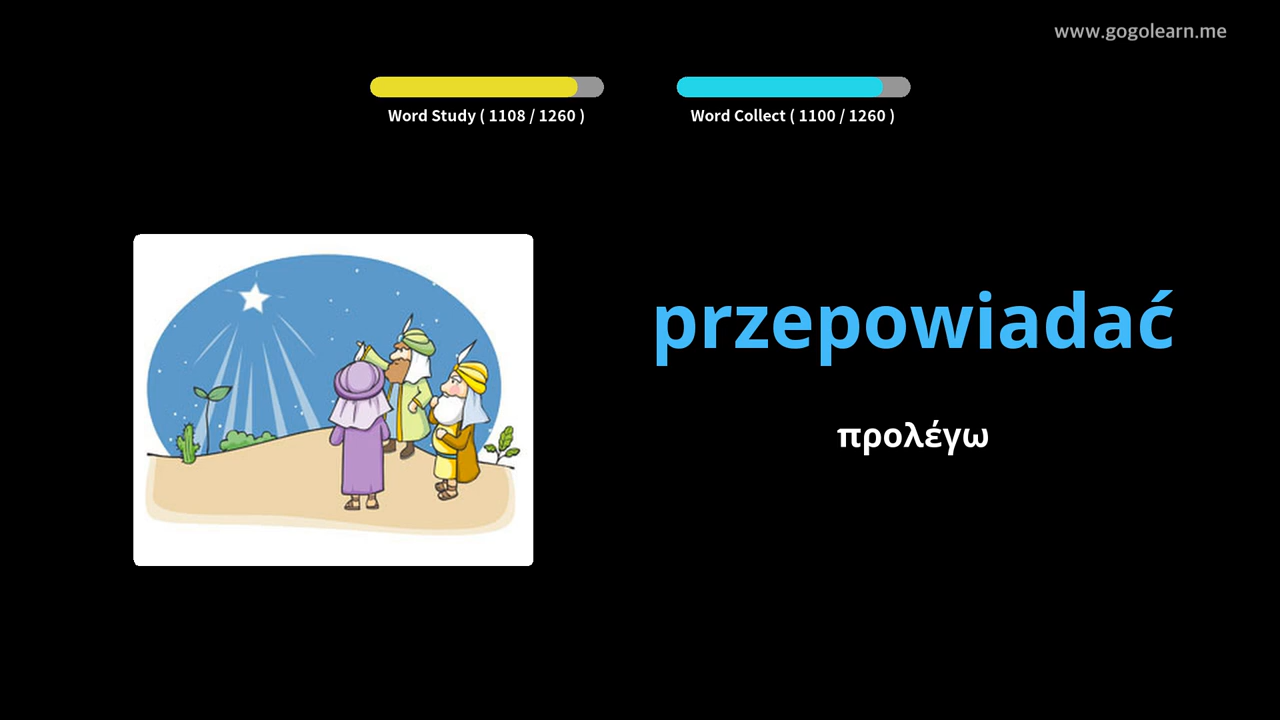 www.gogolearn.me
Word Study ( 1108 / 1260 )
Word Collect ( 1100 / 1260 )
przepowiadać
προλέγω